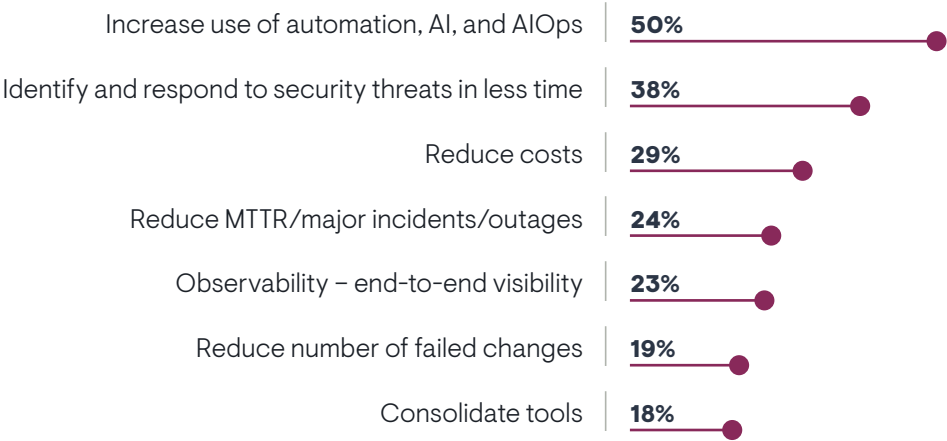 Increase use of automation, AI, and AIOps 50%
Identify and respond to security threats in less time 38%
Reduce costs 29%
Reduce MTTR/major incidents/outages 24%
Observability – end-to-end visibility 23%
Reduce number of failed changes 19%
Consolidate tools 18%